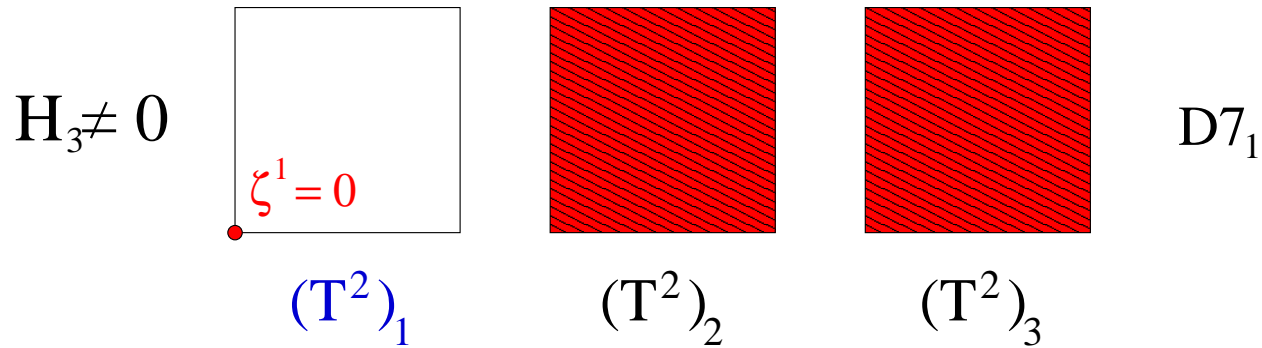 H₃≠ 0
ζ¹ = 0
D7₁
(T²)₁
(T²)₂
(T²)₃